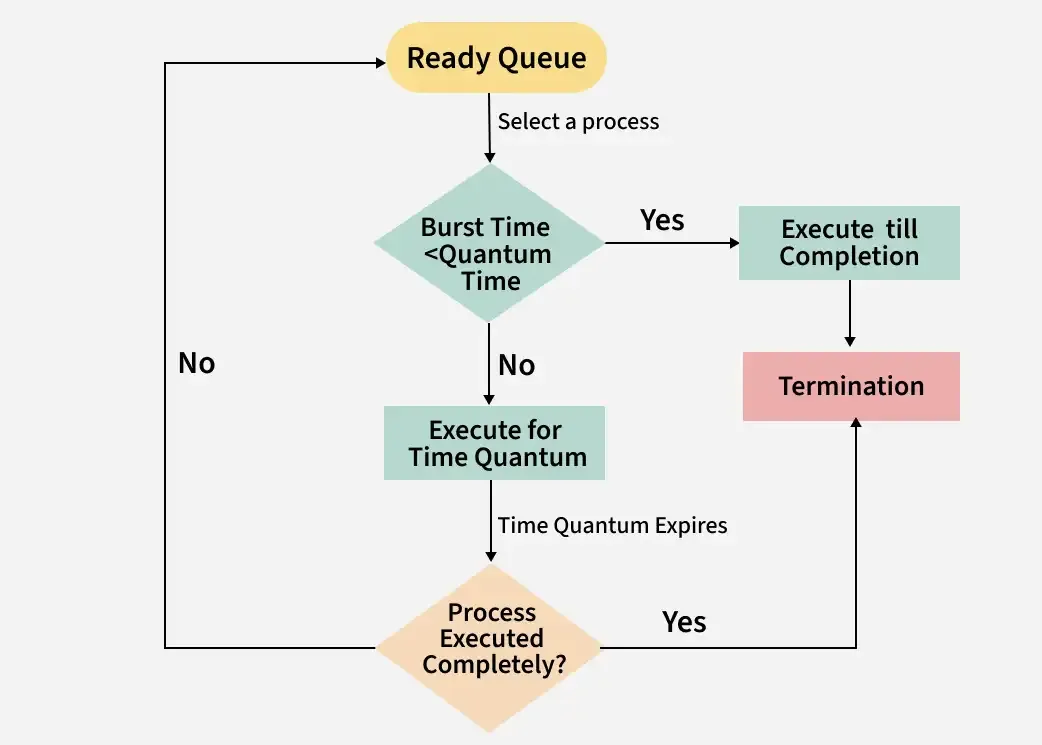 Ready Queue
Select a process
Burst Time
<Quantum
Time
Yes
Execute till
Completion
No
No
Termination
Execute for
Time Quantum
Time Quantum Expires
Process
Executed
Completely?
Yes